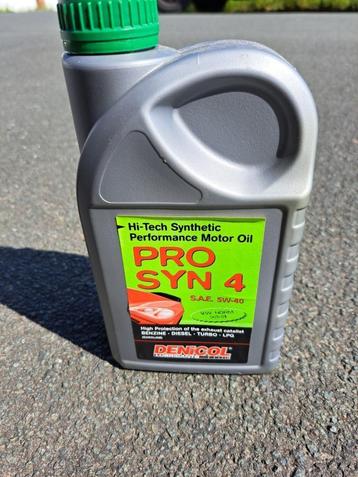 Hi-Tech Synthetic
Performance Motor Oil
PRO
SYN 4
S.A.E. 5W-40
High Protection of the exhaust catalist
BENZINE - DIESEL - TURBO - LPG
DENICOL®
LUBRICANTS